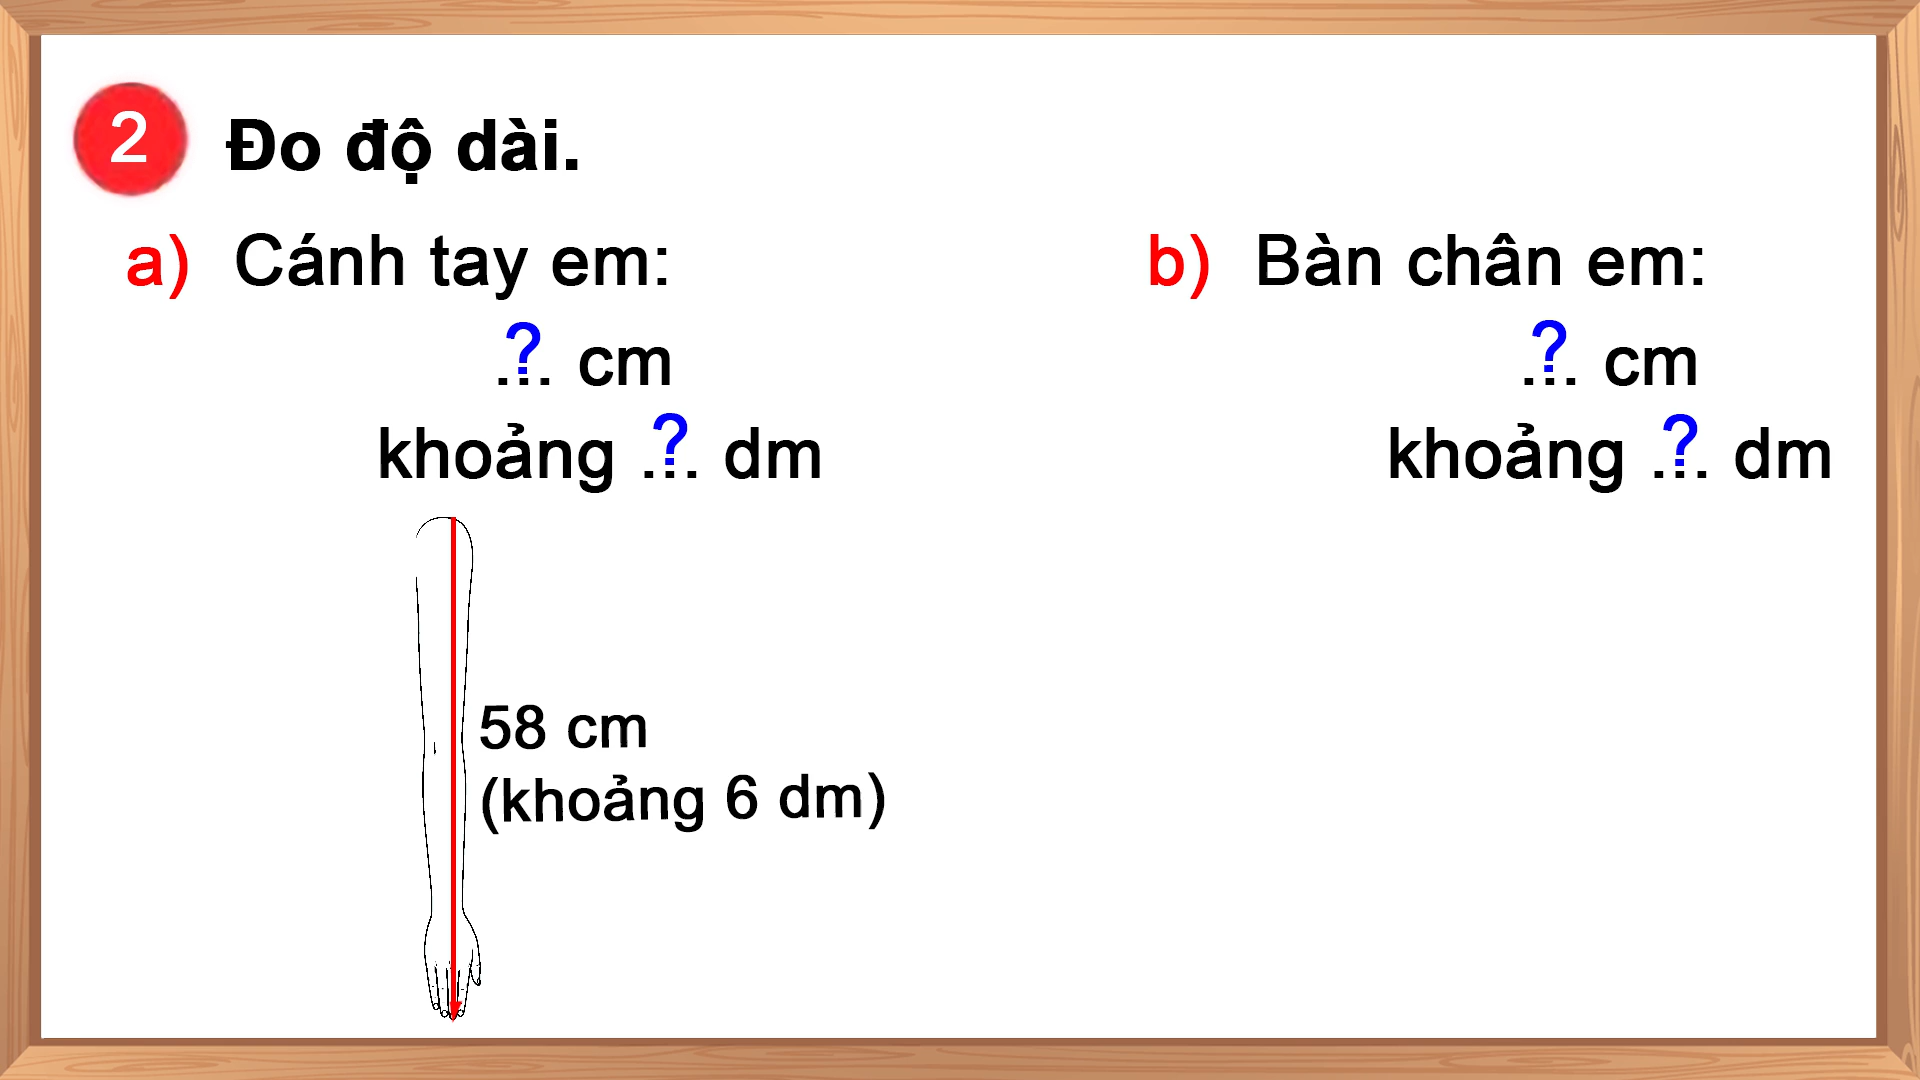 2 Đo độ dài.
a) Cánh tay em:
.?. cm
khoảng .?. dm
58 cm
(khoảng 6 dm)
b) Bàn chân em:
.?. cm
khoảng .?. dm